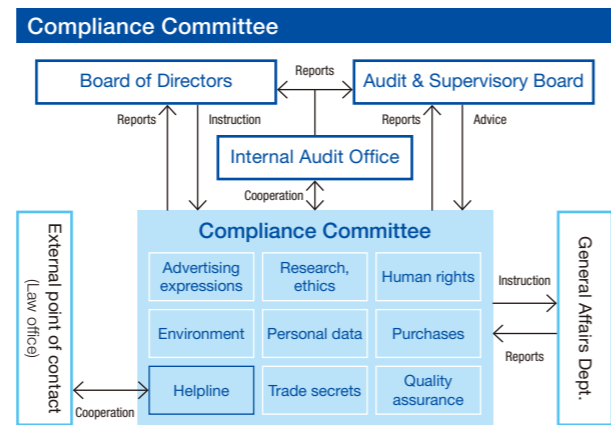 Compliance Committee
Reports
Board of Directors
Audit & Supervisory Board
Reports
Instruction
Reports
Advice
Internal Audit Office
Cooperation
External point of contact
(Law office)
Compliance Committee
Advertising
expressions
Research,
ethics
Human rights
Environment
Personal data
Purchases
Helpline
Trade secrets
Quality
assurance
Cooperation
Instruction
Reports
General Affairs Dept.